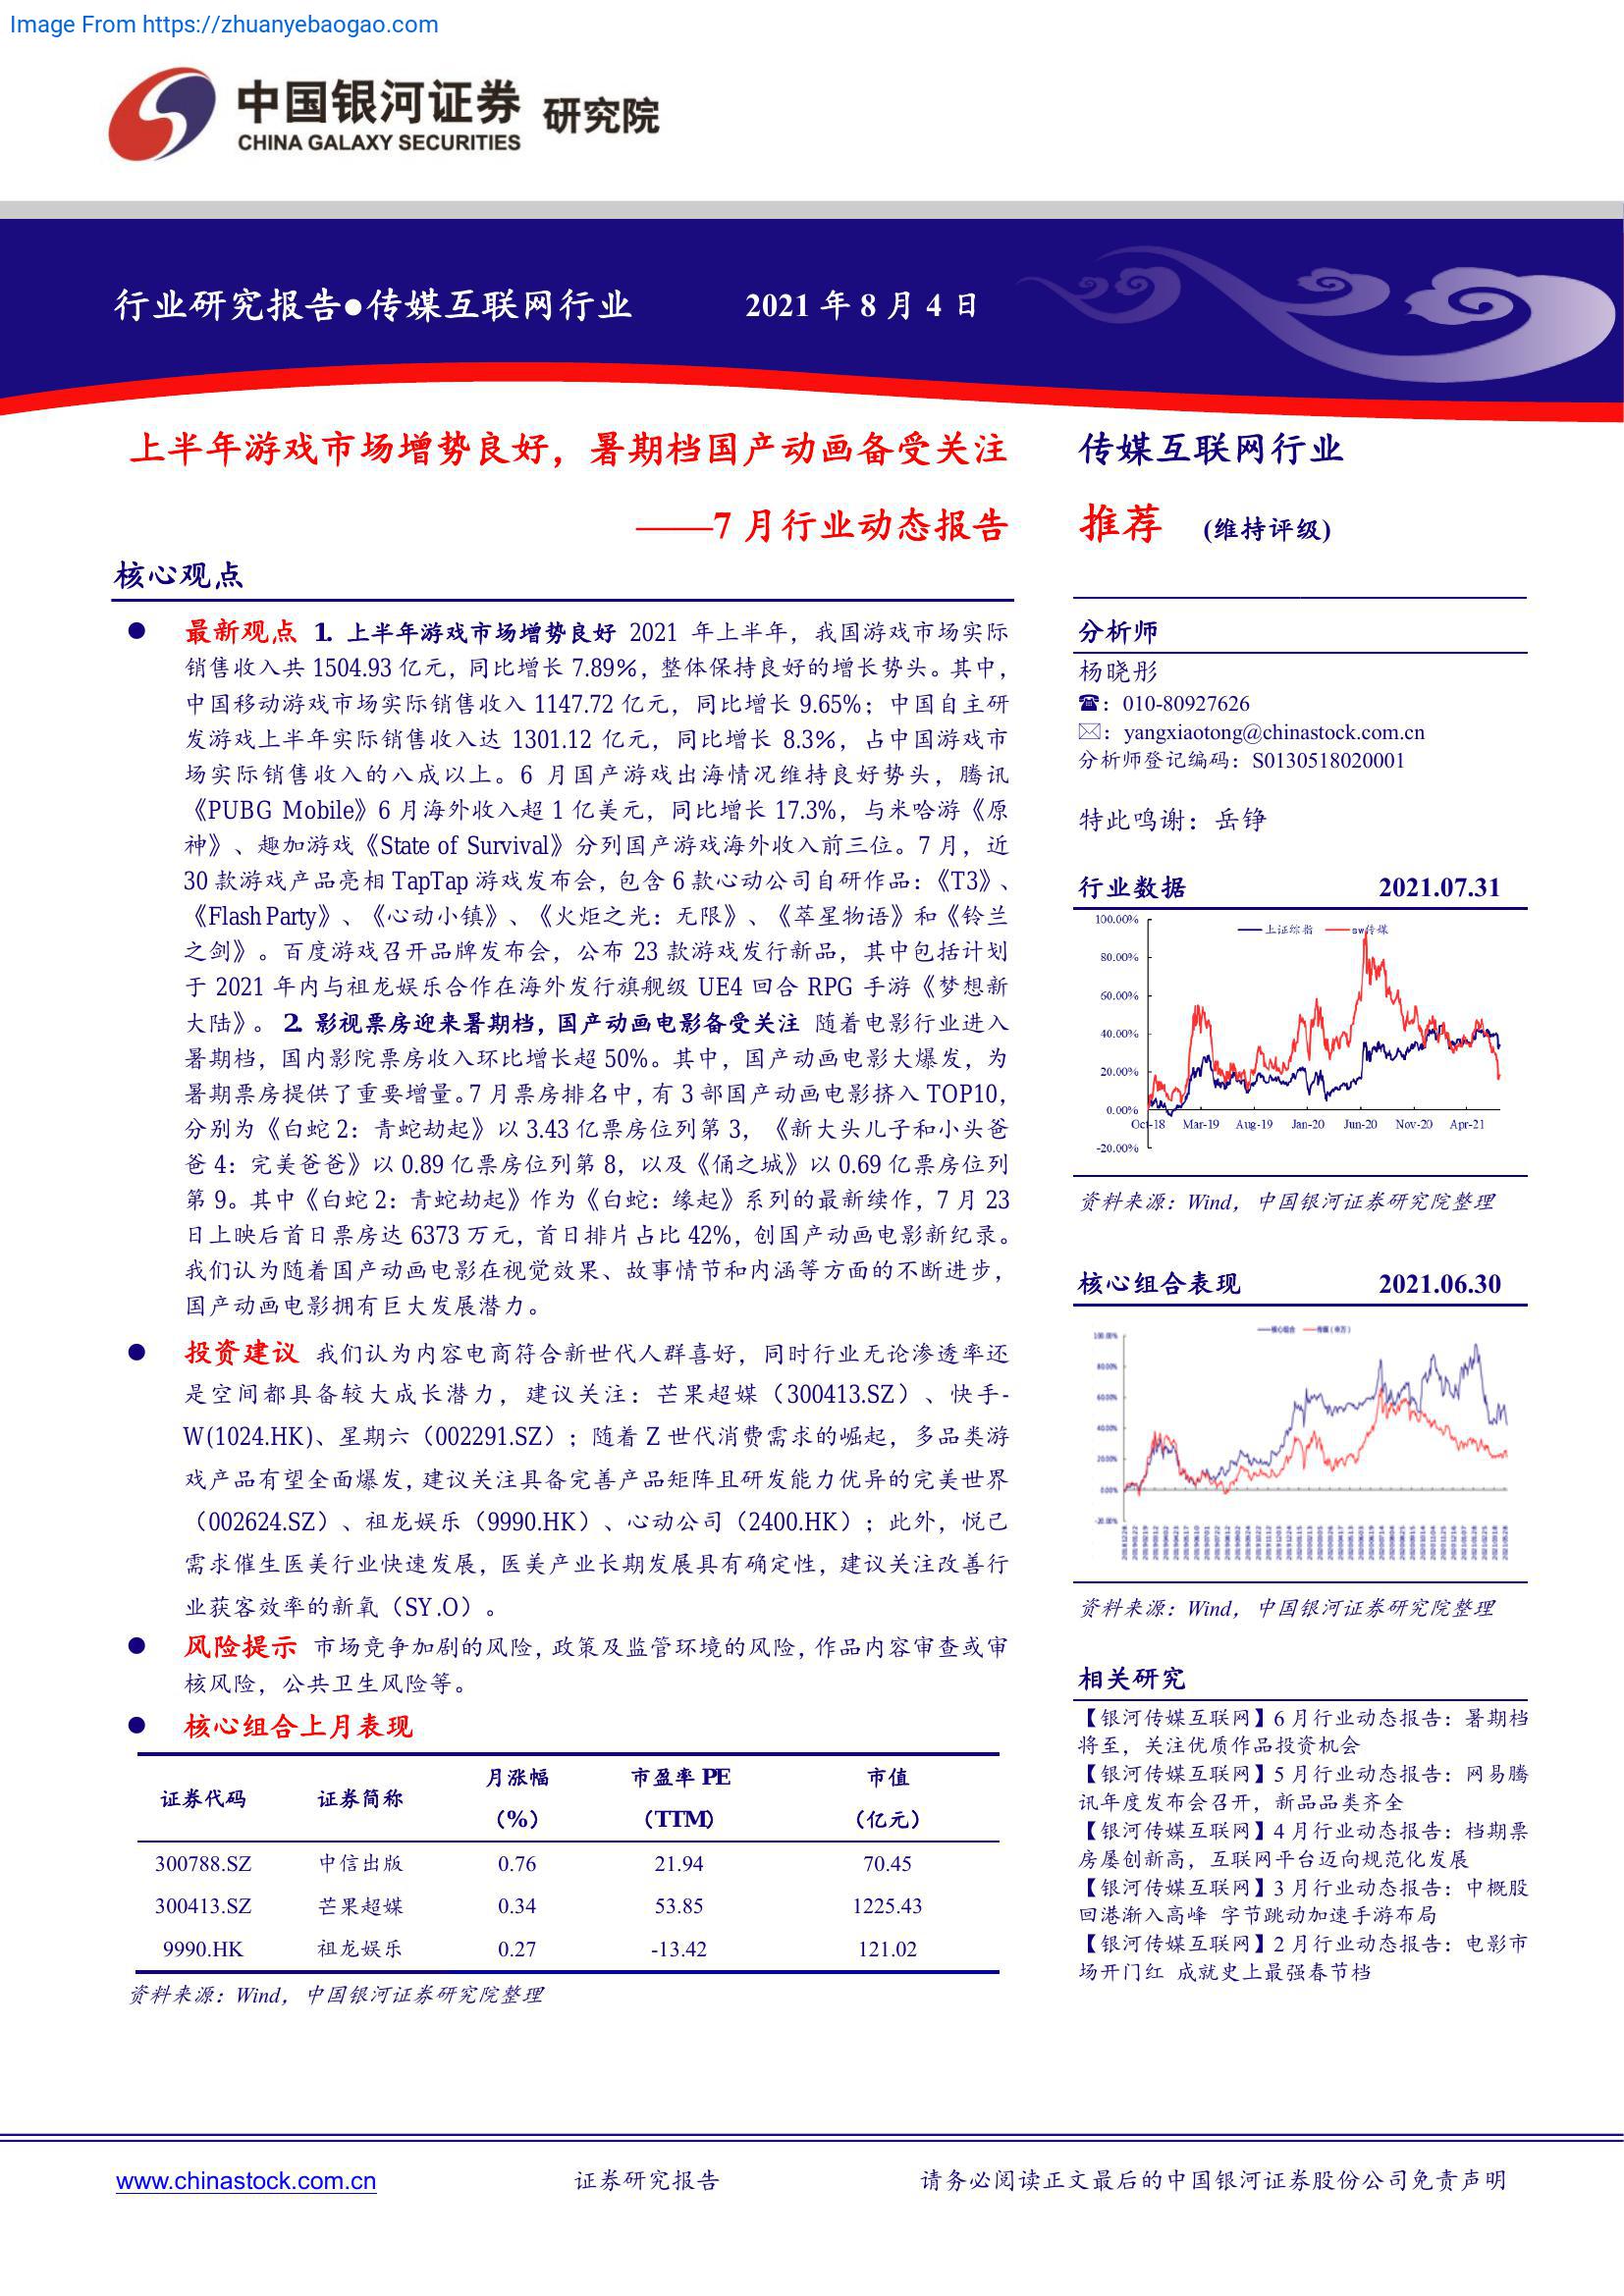 Image From https://zhuanyebaogao.com
中国银河证券 研究院
CHINA GALAXY SECURITIES
行业研究报告●传媒互联网行业 2021 年 8 月 4 日
上半年游戏市场增势良好，暑期档国产动画备受关注
——7 月行业动态报告
核心观点
● 最新观点 1. 上半年游戏市场增势良好 2021 年上半年，我国游戏市场实际
销售收入共 1504.93 亿元，同比增长 7.89%，整体保持良好的增长势头。其中，
中国移动游戏市场实际销售收入 1147.72 亿元，同比增长 9.65%；中国自主研
发游戏上半年实际销售收入达 1301.12 亿元，同比增长 8.3%，占中国游戏市
场实际销售收入的八成以上。6 月国产游戏出海情况维持良好势头，腾讯
《PUBG Mobile》6 月海外收入超 1 亿美元，同比增长 17.3%，与米哈游《原
神》、趣加游戏《State of Survival》分列国产游戏海外收入前三位。7 月，近
30 款游戏产品亮相 TapTap 游戏发布会，包含 6 款心动公司自研作品：《T3》、
《Flash Party》、《心动小镇》、《火炬之光：无限》、《萃星物语》和《铃兰
之剑》。百度游戏召开品牌发布会，公布 23 款游戏发行新品，其中包括计划
于 2021 年内与祖龙娱乐合作在海外发行旗舰级 UE4 回合 RPG 手游《梦想新
大陆》。2. 影视票房迎来暑期档，国产动画电影备受关注 随着电影行业进入
暑期档，国内影院票房收入环比增长超 50%。其中，国产动画电影大爆发，为
暑期票房提供了重要增量。7 月票房排名中，有 3 部国产动画电影挤入 TOP10，
分别为《白蛇 2：青蛇劫起》以 3.43 亿票房位列第 3，《新大头儿子和小头爸
爸 4：完美爸爸》以 0.89 亿票房位列第 8，以及《俑之城》以 0.69 亿票房位列
第 9。其中《白蛇 2：青蛇劫起》作为《白蛇：缘起》系列的最新续作，7 月 23
日上映后首日票房达 6373 万元，首日排片占比 42%，创国产动画电影新纪录。
我们认为随着国产动画电影在视觉效果、故事情节和内涵等方面的不断进步，
国产动画电影拥有巨大发展潜力。
● 投资建议 我们认为内容电商符合新世代人群喜好，同时行业无论渗透率还
是空间都具备较大成长潜力，建议关注：芒果超媒（300413.SZ）、快手-
W(1024.HK)、星期六（002291.SZ）；随着 Z 世代消费需求的崛起，多品类游
戏产品有望全面爆发，建议关注具备完善产品矩阵且研发能力优异的完美世界
（002624.SZ）、祖龙娱乐（9990.HK）、心动公司（2400.HK）；此外，悦己
需求催生医美行业快速发展，医美产业长期发展具有确定性，建议关注改善行
业获客效率的新氧（SY.O）。
● 风险提示 市场竞争加剧的风险，政策及监管环境的风险，作品内容审查或审
核风险，公共卫生风险等。
● 核心组合上月表现
证券代码 证券简称 月涨幅（%） 市盈率 PE（TTM） 市值（亿元）
300788.SZ 中信出版 0.76 21.94 70.45
300413.SZ 芒果超媒 0.34 53.85 1225.43
9990.HK 祖龙娱乐 0.27 -13.42 121.02
资料来源：Wind，中国银河证券研究院整理
传媒互联网行业
推荐 (维持评级)
分析师
杨晓彤
☎：010-80927626
✉：yangxiaotong@chinastock.com.cn
分析师登记编码：S0130518020001
特此鸣谢：岳铮
行业数据 2021.07.31
上证综指 sw传媒
100.00%
80.00%
60.00%
40.00%
20.00%
0.00%
Oct-18 Mar-19 Aug-19 Jan-20 Jun-20 Nov-20 Apr-21
-20.00%
资料来源：Wind，中国银河证券研究院整理
核心组合表现 2021.06.30
核心组合 传媒（申万）
100.00%
80.00%
60.00%
40.00%
20.00%
0.00%
-20.00%
资料来源：Wind，中国银河证券研究院整理
相关研究
【银河传媒互联网】6 月行业动态报告：暑期档
将至，关注优质作品投资机会
【银河传媒互联网】5 月行业动态报告：网易腾
讯年度发布会召开，新品品类齐全
【银河传媒互联网】4 月行业动态报告：档期票
房屡创新高，互联网平台迈向规范化发展
【银河传媒互联网】3 月行业动态报告：中概股
回港渐入高峰 字节跳动加速手游布局
【银河传媒互联网】2 月行业动态报告：电影市
场开门红 成就史上最强春节档
www.chinastock.com.cn 证券研究报告 请务必阅读正文最后的中国银河证券股份公司免责声明